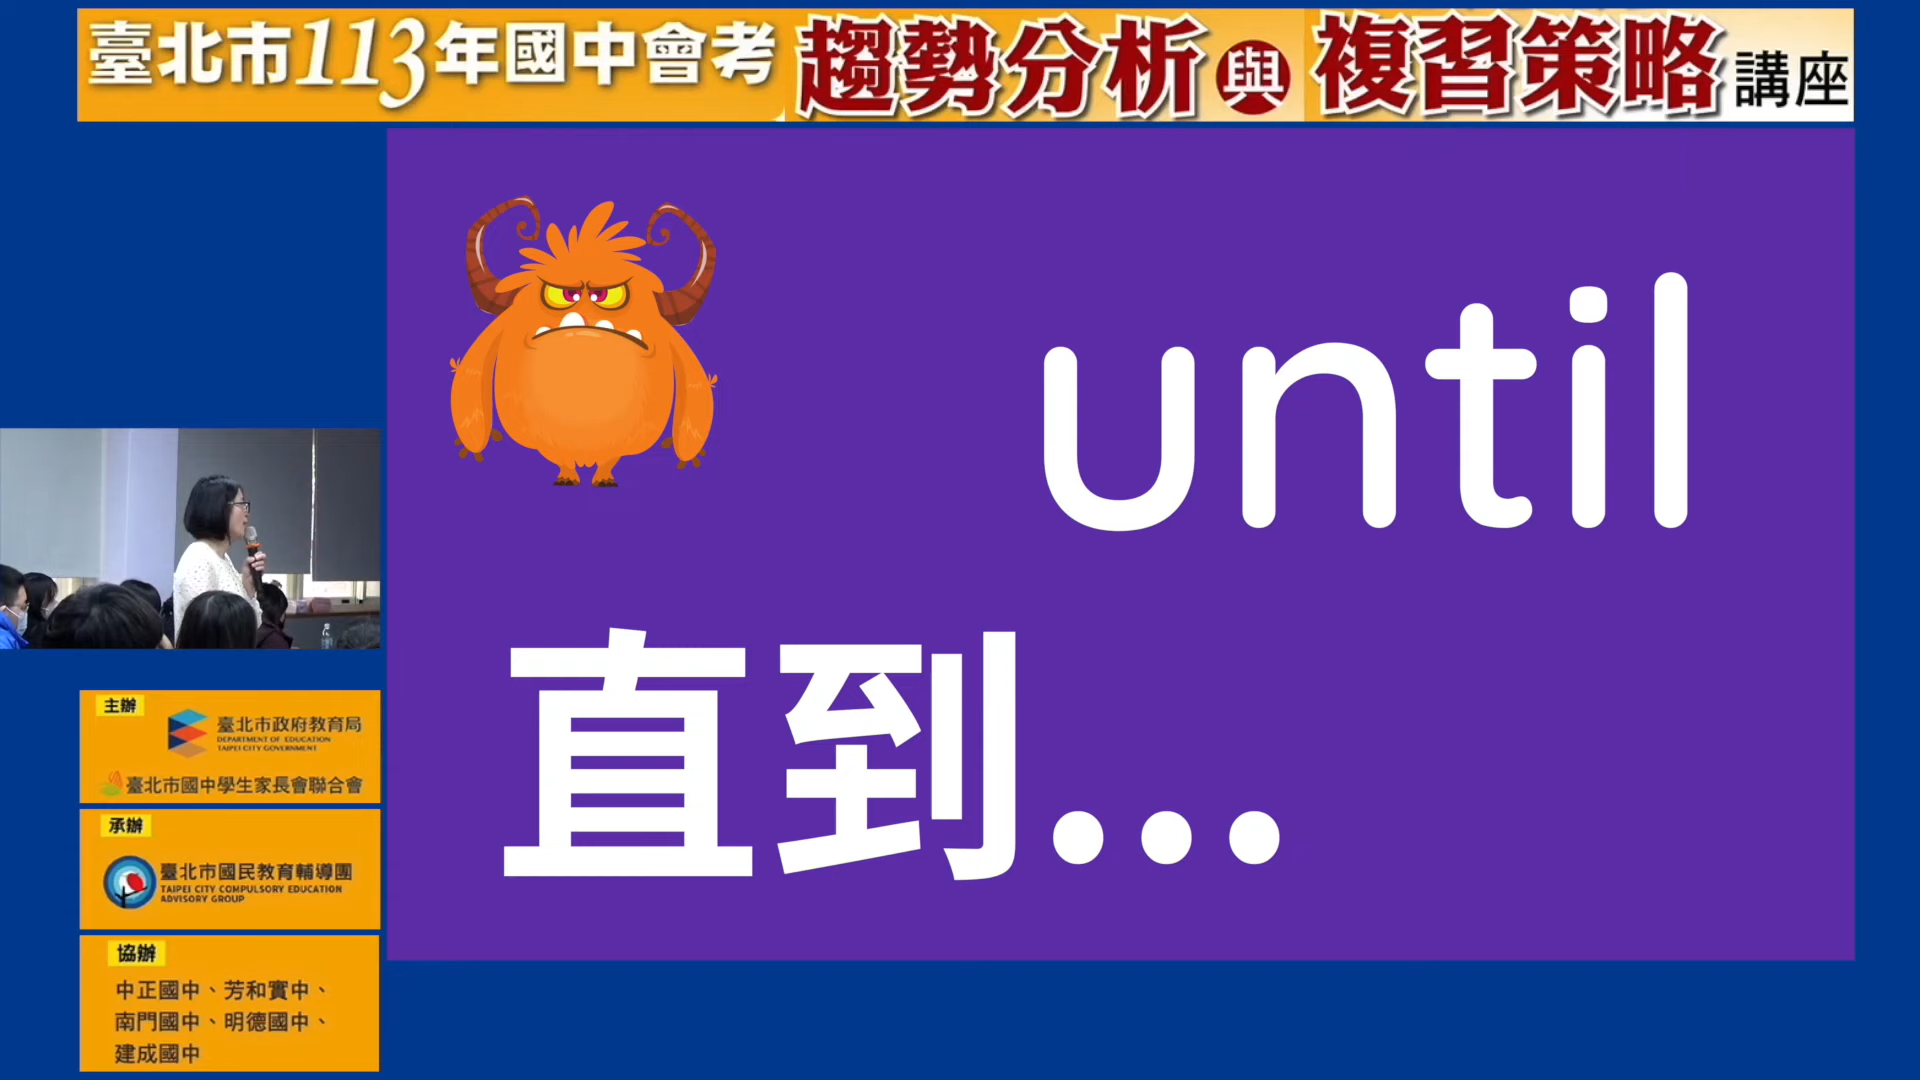 臺北市113年國中會考 趨勢分析與複習策略講座
until
直到...
主辦
臺北市政府教育局
DEPARTMENT OF EDUCATION
TAIPEI CITY GOVERNMENT
臺北市國中學生家長會聯合會
承辦
臺北市國民教育輔導團
TAIPEI CITY COMPULSORY EDUCATION
ADVISORY GROUP
協辦
中正國中、芳和實中、
南門國中、明德國中、
建成國中